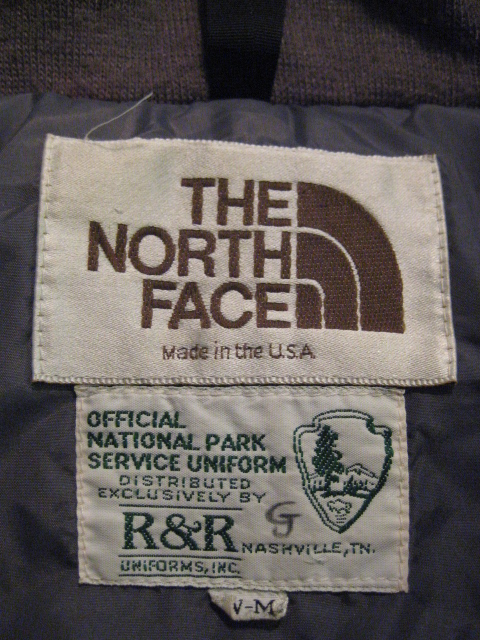 THE
NORTH
FACE
Made in the U.S.A.
OFFICIAL
NATIONAL PARK
SERVICE UNIFORM
DISTRIBUTED
EXCLUSIVELY BY
R&R
NASHVILLE, TN.
UNIFORMS, INC.
V-M